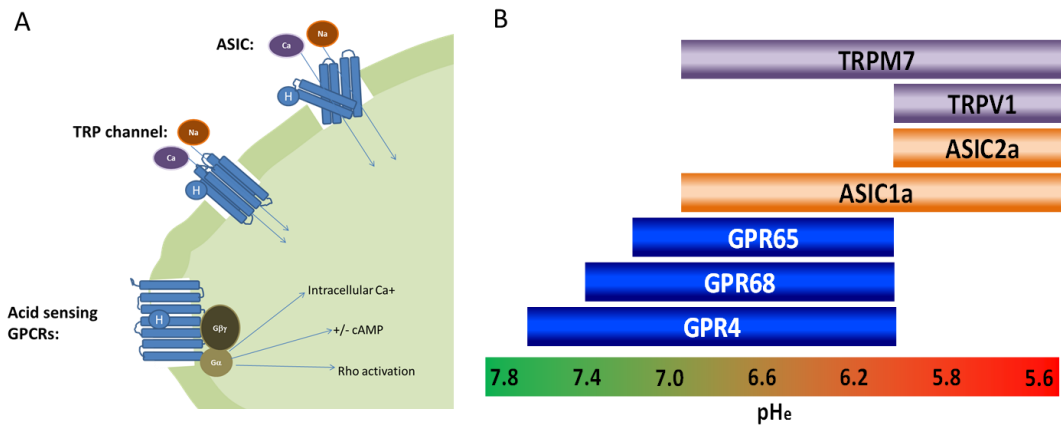 A
ASIC:
Ca
Na
H
TRP channel:
Na
Ca
H
Acid sensing
GPCRs:
H
Gβγ
Gα
Intracellular Ca+
+/- cAMP
Rho activation
B
TRPM7
TRPV1
ASIC2a
ASIC1a
GPR65
GPR68
GPR4
7.8 7.4 7.0 6.6 6.2 5.8 5.6
pHe